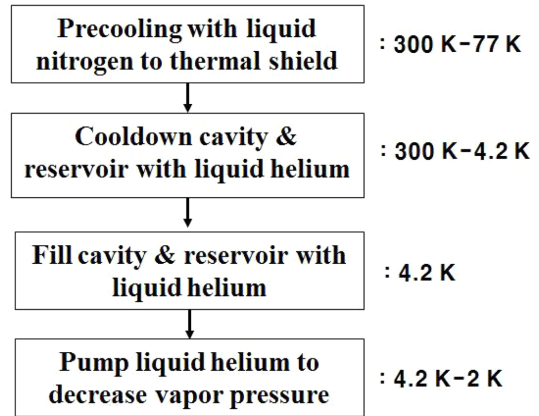 Precooling with liquid
nitrogen to thermal shield
: 300 K-77 K
Cooldown cavity &
reservoir with liquid helium
: 300 K-4.2 K
Fill cavity & reservoir with
liquid helium
: 4.2 K
Pump liquid helium to
decrease vapor pressure
: 4.2 K-2 K